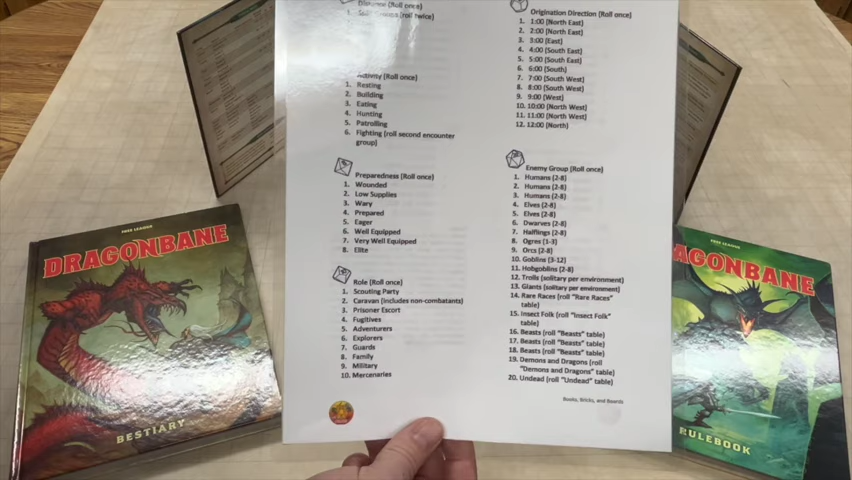 Distance (Roll once)
(roll twice)
Activity (Roll once)
1. Resting
2. Building
3. Eating
4. Hunting
5. Patrolling
6. Fighting (roll second encounter
group)
Preparedness (Roll once)
1. Wounded
2. Low Supplies
3. Wary
4. Prepared
5. Eager
6. Well Equipped
7. Very Well Equipped
8. Elite
Role (Roll once)
1. Scouting Party
2. Caravan (includes non-combatants)
3. Prisoner Escort
4. Fugitives
5. Adventurers
6. Explorers
7. Guards
8. Family
9. Military
10. Mercenaries
Origination Direction (Roll once)
1. 1:00 (North East)
2. 2:00 (North East)
3. 3:00 (East)
4. 4:00 (South East)
5. 5:00 (South East)
6. 6:00 (South)
7. 7:00 (South West)
8. 8:00 (South West)
9. 9:00 (West)
10. 10:00 (North West)
11. 11:00 (North West)
12. 12:00 (North)
Enemy Group (Roll once)
1. Humans (2-8)
2. Humans (2-8)
3. Humans (2-8)
4. Elves (2-8)
5. Elves (2-8)
6. Dwarves (2-8)
7. Halflings (2-8)
8. Ogres (1-3)
9. Orcs (2-8)
10. Goblins (3-12)
11. Hobgoblins (2-8)
12. Trolls (solitary per environment)
13. Giants (solitary per environment)
14. Rare Races (roll "Rare Races"
table)
15. Insect Folk (roll "Insect Folk"
table)
16. Beasts (roll "Beasts" table)
17. Beasts (roll "Beasts" table)
18. Beasts (roll "Beasts" table)
19. Demons and Dragons (roll
"Demons and Dragons" table)
20. Undead (roll "Undead" table)
Books, Bricks, and Boards
FREE LEAGUE
DRAGONBANE
BESTIARY
FREE LEAGUE
AGONBANE
RULEBOOK